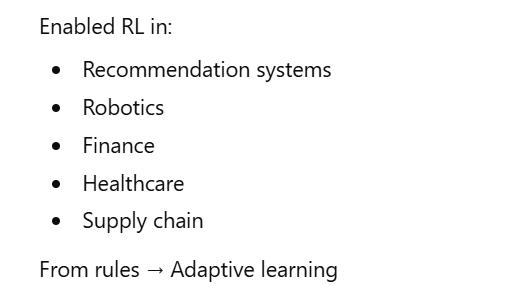 Enabled RL in:
• Recommendation systems
• Robotics
• Finance
• Healthcare
• Supply chain
From rules → Adaptive learning